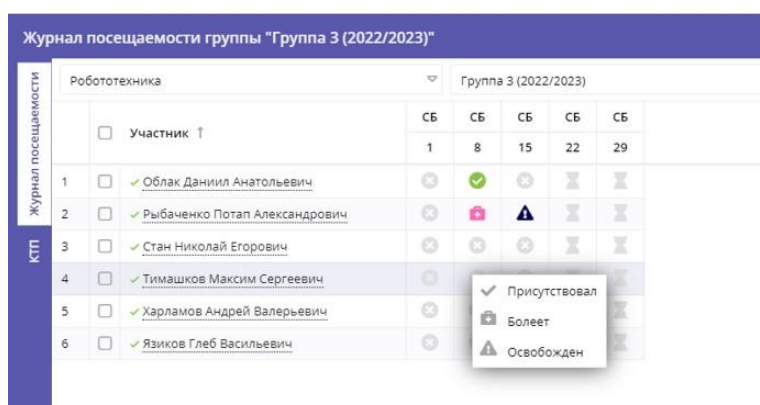 Журнал посещаемости группы "Группа 3 (2022/2023)"
Журнал посещаемости
КТП
Робототехника Группа 3 (2022/2023)
Участник ↑ СБ СБ СБ СБ СБ
1 8 15 22 29
1 Облак Даниил Анатольевич
2 Рыбаченко Потап Александрович
3 Стан Николай Егорович
4 Тимашков Максим Сергеевич
5 Харламов Андрей Валерьевич
6 Язиков Глеб Васильевич
Присутствовал
Болеет
Освобожден